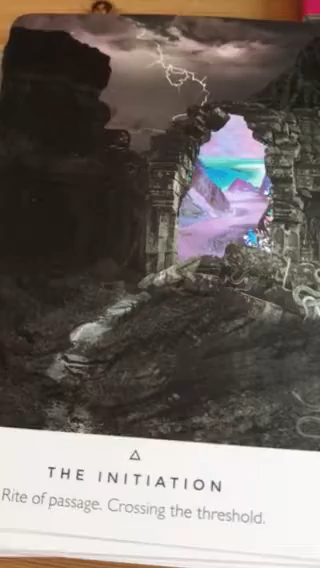 THE INITIATION
Rite of passage. Crossing the threshold.